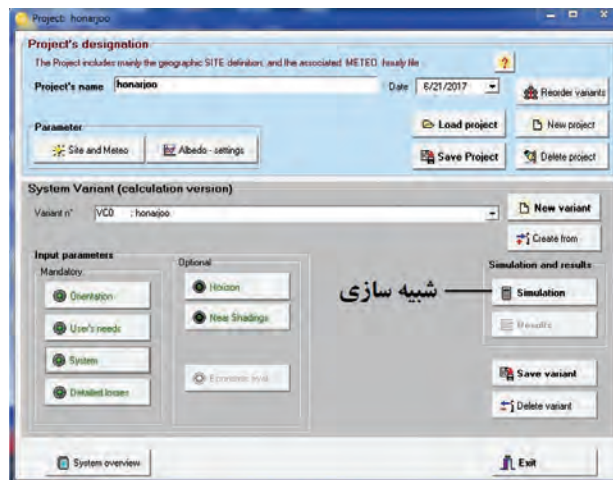 Project: honarjoo
Project's designation
The Project includes mainly the geographic SITE definition, and the associated METEO hourly file
Project's name honarjoo Date 6/21/2017
Reorder variants
Parameter
Site and Meteo Albedo - settings
Load project New project
Save Project Delete project
System Variant (calculation version)
Variant n° VC0 : honarjoo
New variant
Create from
Input parameters
Mandatory
Orientation
User's needs
System
Detailed losses
Optional
Horizon
Near Shadings
Economic eval.
Simulation and results
شبیه سازی
Simulation
Results
Save variant
Delete variant
System overview Exit